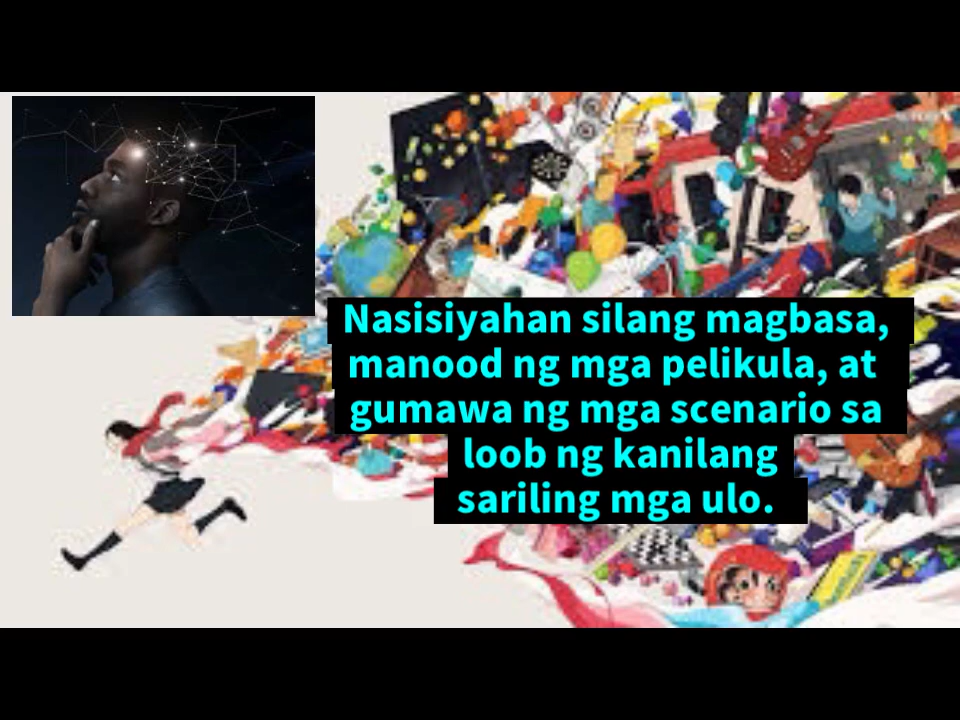 Nasisiyahan silang magbasa,
manood ng mga pelikula, at
gumawa ng mga scenario sa
loob ng kanilang
sariling mga ulo.